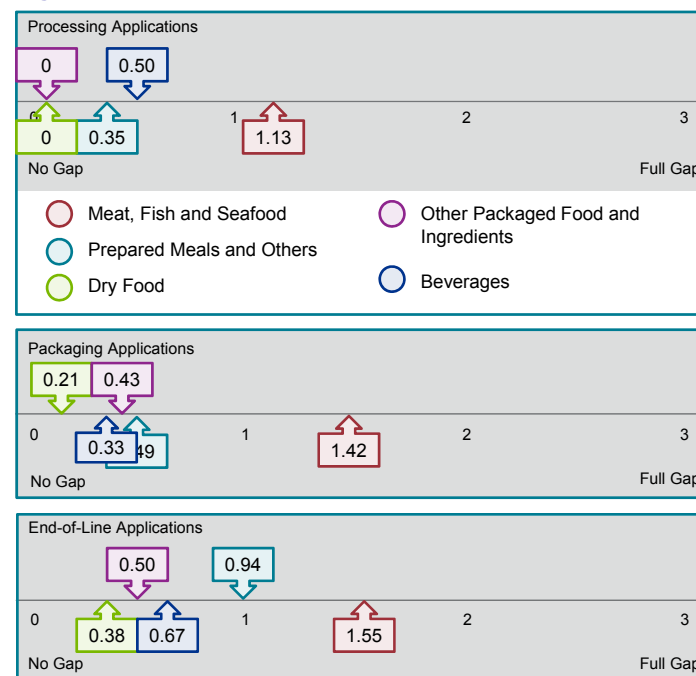 Processing Applications
0
0.50
1
2
3
0
0.35
1.13
No Gap
Full Gap
Meat, Fish and Seafood
Prepared Meals and Others
Dry Food
Other Packaged Food and
Ingredients
Beverages
Packaging Applications
0.21
0.43
0
1
2
3
0.33
49
1.42
No Gap
Full Gap
End-of-Line Applications
0.50
0.94
0
1
2
3
0.38
0.67
1.55
No Gap
Full Gap